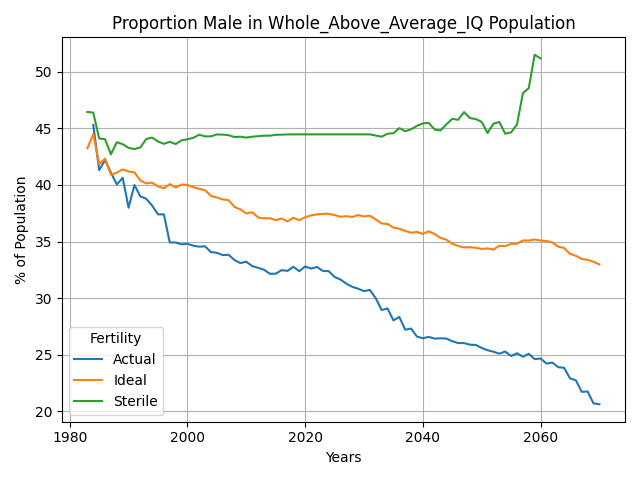 Proportion Male in Whole_Above_Average_IQ Population
% of Population
50
45
40
35
30
25
20
Fertility
Actual
Ideal
Sterile
1980
2000
2020
2040
2060
Years